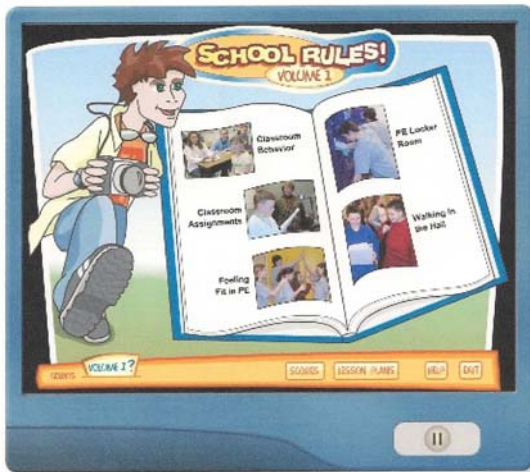 SCHOOL RULES!
VOLUME 1
Classroom
Behavior
Classroom
Assignments
Feeling
Fit in PE
PE Locker
Room
Walking in
the Hall
VOLUME 2?
SCORES
LESSON PLANS
HELP
EXIT